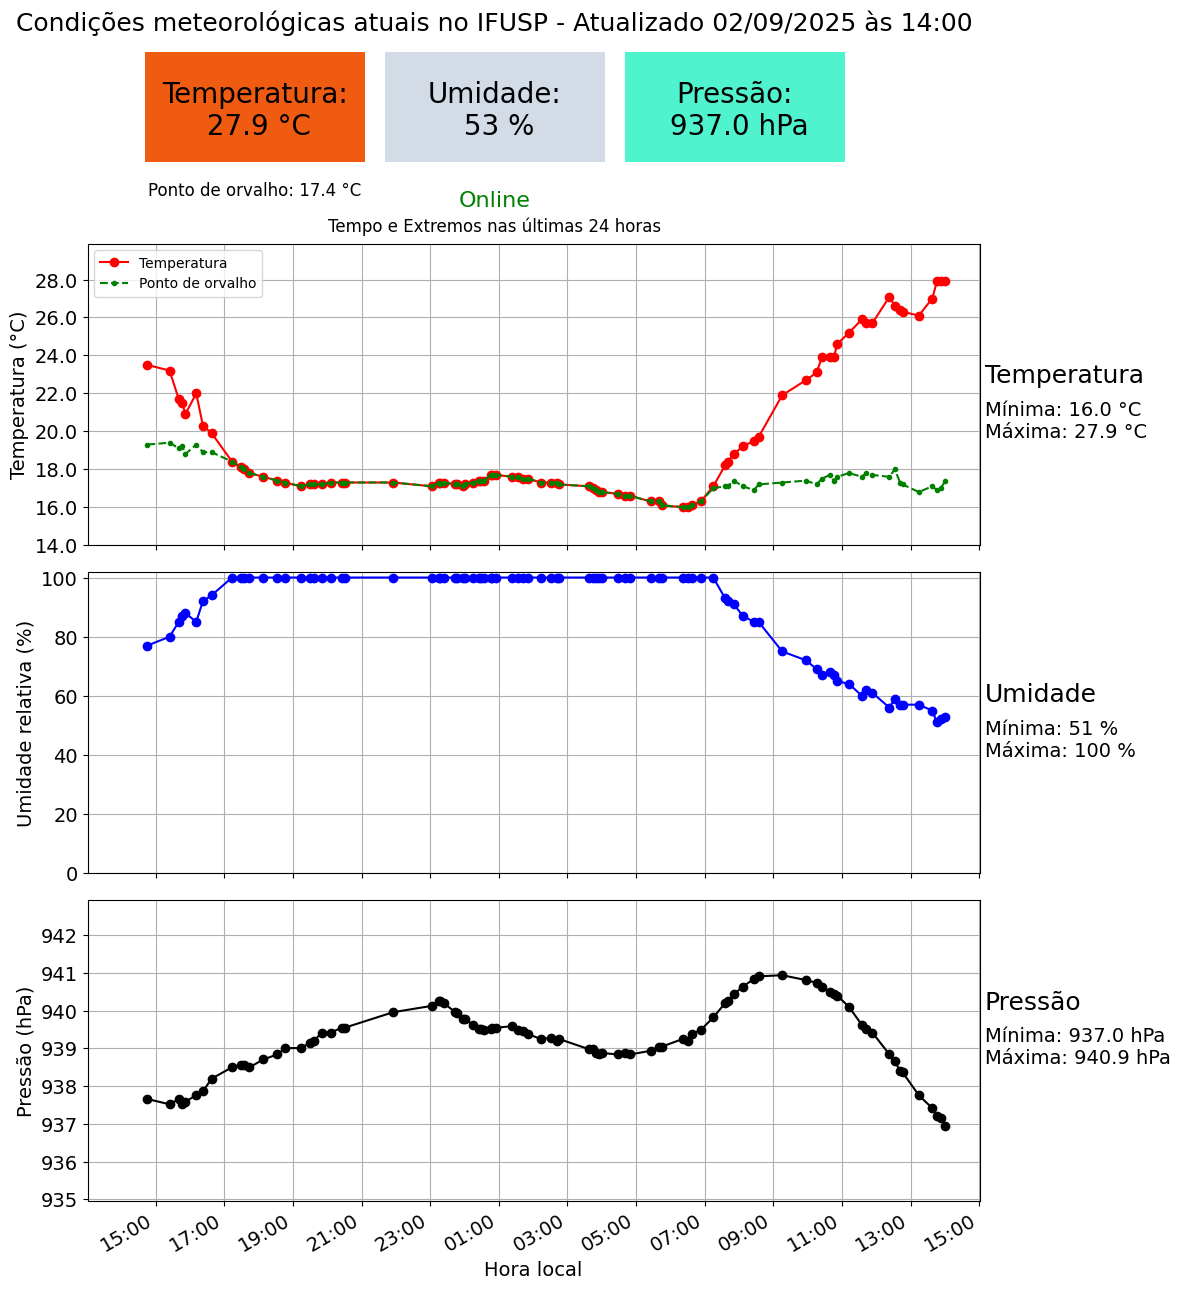 Condições meteorológicas atuais no IFUSP - Atualizado 02/09/2025 às 14:00
Temperatura:
27.9 °C
Umidade:
53 %
Pressão:
937.0 hPa
Ponto de orvalho: 17.4 °C
Online
Tempo e Extremos nas últimas 24 horas
Temperatura
Ponto de orvalho
Temperatura (°C)
28.0
26.0
24.0
22.0
20.0
18.0
16.0
14.0
Temperatura
Mínima: 16.0 °C
Máxima: 27.9 °C
Umidade relativa (%)
100
80
60
40
20
0
Umidade
Mínima: 51 %
Máxima: 100 %
Pressão (hPa)
942
941
940
939
938
937
936
935
Pressão
Mínima: 937.0 hPa
Máxima: 940.9 hPa
15:00 17:00 19:00 21:00 23:00 01:00 03:00 05:00 07:00 09:00 11:00 13:00 15:00
Hora local